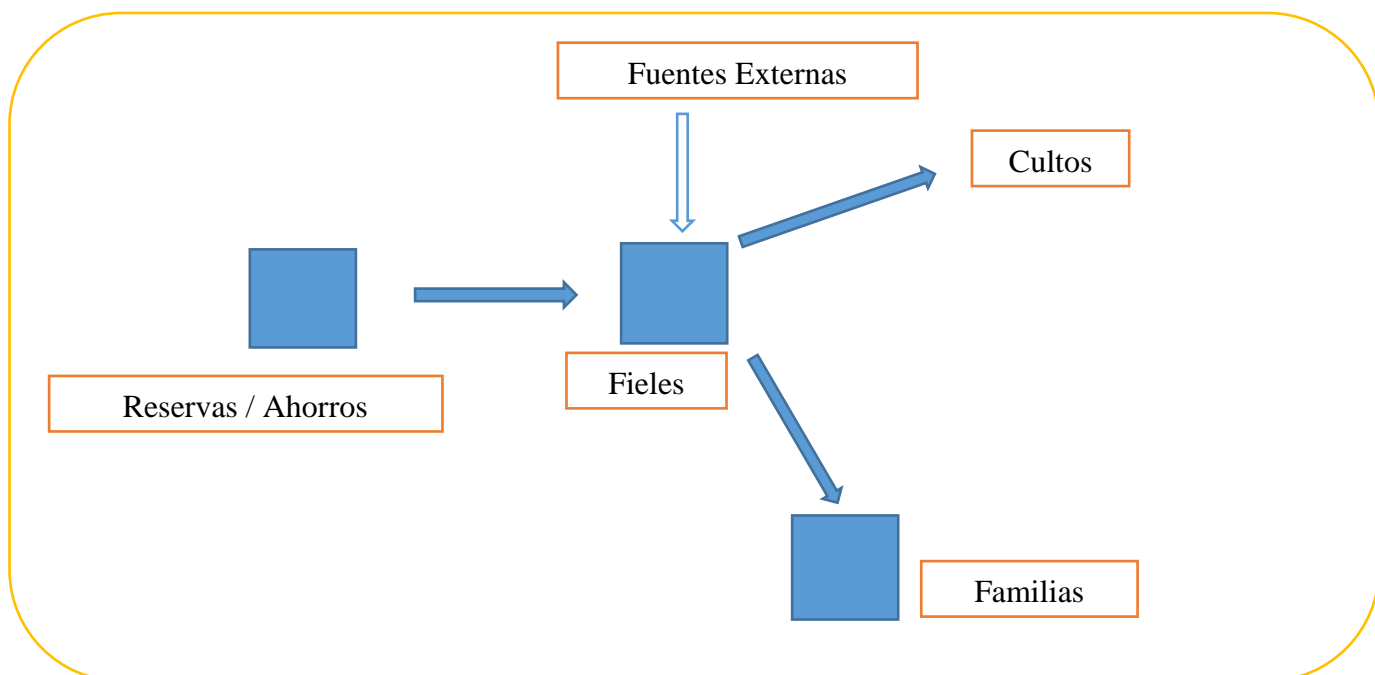 Fuentes Externas
Cultos
Fieles
Reservas / Ahorros
Familias